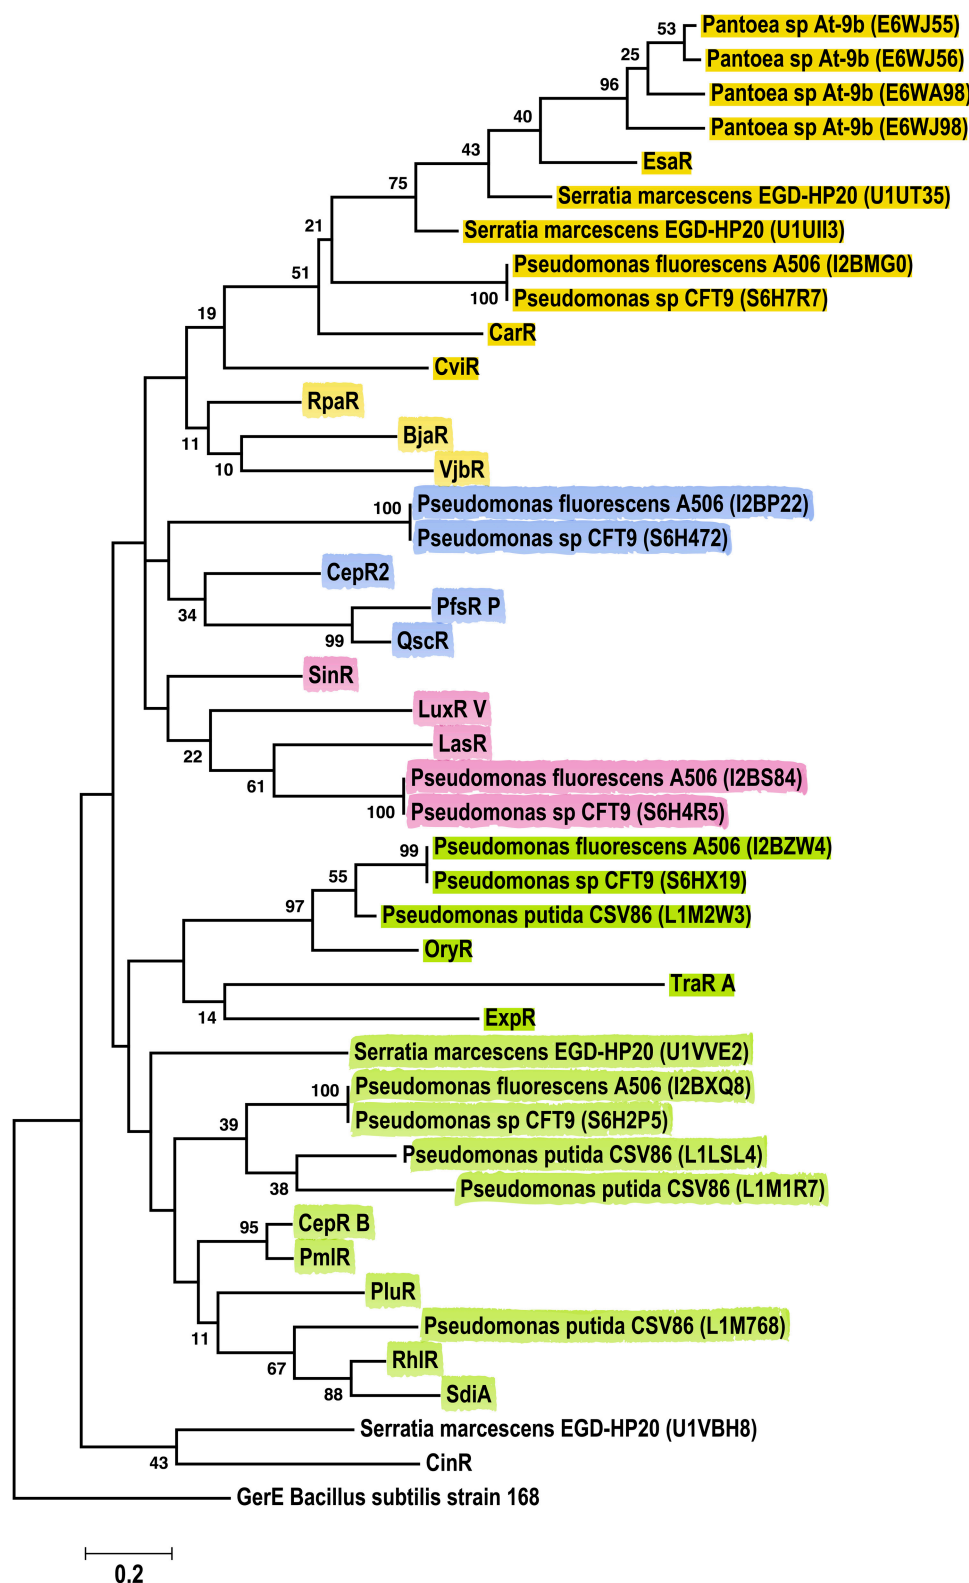 Pantoea sp At-9b (E6WJ55)
53
Pantoea sp At-9b (E6WJ56)
25
96
Pantoea sp At-9b (E6WA98)
40
Pantoea sp At-9b (E6WJ98)
43
EsaR
75
Serratia marcescens EGD-HP20 (U1UT35)
21
Serratia marcescens EGD-HP20 (U1UII3)
51
Pseudomonas fluorescens A506 (I2BMG0)
100
Pseudomonas sp CFT9 (S6H7R7)
19
CarR
CviR
RpaR
11
BjaR
10
VjbR
100
Pseudomonas fluorescens A506 (I2BP22)
Pseudomonas sp CFT9 (S6H472)
CepR2
34
PfsR P
99
QscR
SinR
LuxR V
22
LasR
61
Pseudomonas fluorescens A506 (I2BS84)
100
Pseudomonas sp CFT9 (S6H4R5)
99
Pseudomonas fluorescens A506 (I2BZW4)
55
Pseudomonas sp CFT9 (S6HX19)
97
Pseudomonas putida CSV86 (L1M2W3)
OryR
TraR A
14
ExpR
Serratia marcescens EGD-HP20 (U1VVE2)
100
Pseudomonas fluorescens A506 (I2BXQ8)
39
Pseudomonas sp CFT9 (S6H2P5)
Pseudomonas putida CSV86 (L1LSL4)
38
Pseudomonas putida CSV86 (L1M1R7)
95
CepR B
PmlR
PluR
11
Pseudomonas putida CSV86 (L1M768)
67
RhlR
88
SdiA
Serratia marcescens EGD-HP20 (U1VBH8)
43
CinR
GerE Bacillus subtilis strain 168
0.2